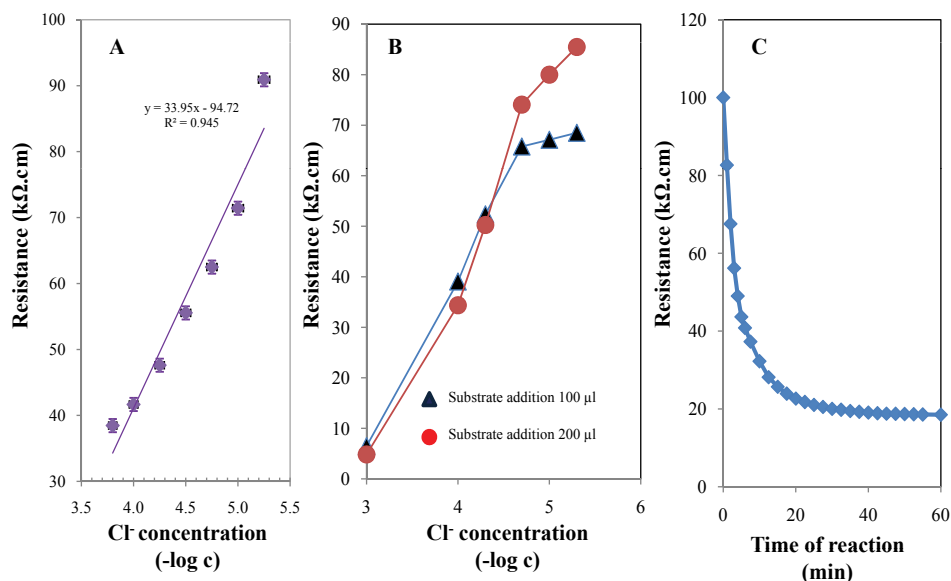 A
y = 33.95x - 94.72
R² = 0.945
100
90
80
70
60
50
40
30
3.5
4.0
4.5
5.0
5.5
Resistance (kΩ.cm)
Cl⁻ concentration
(-log c)
B
90
80
70
60
50
40
30
20
10
0
3
4
5
6
Resistance (kΩ.cm)
Substrate addition 100 µl
Substrate addition 200 µl
Cl⁻ concentration
(-log c)
C
120
100
80
60
40
20
0
0
20
40
60
Resistance (kΩ.cm)
Time of reaction
(min)